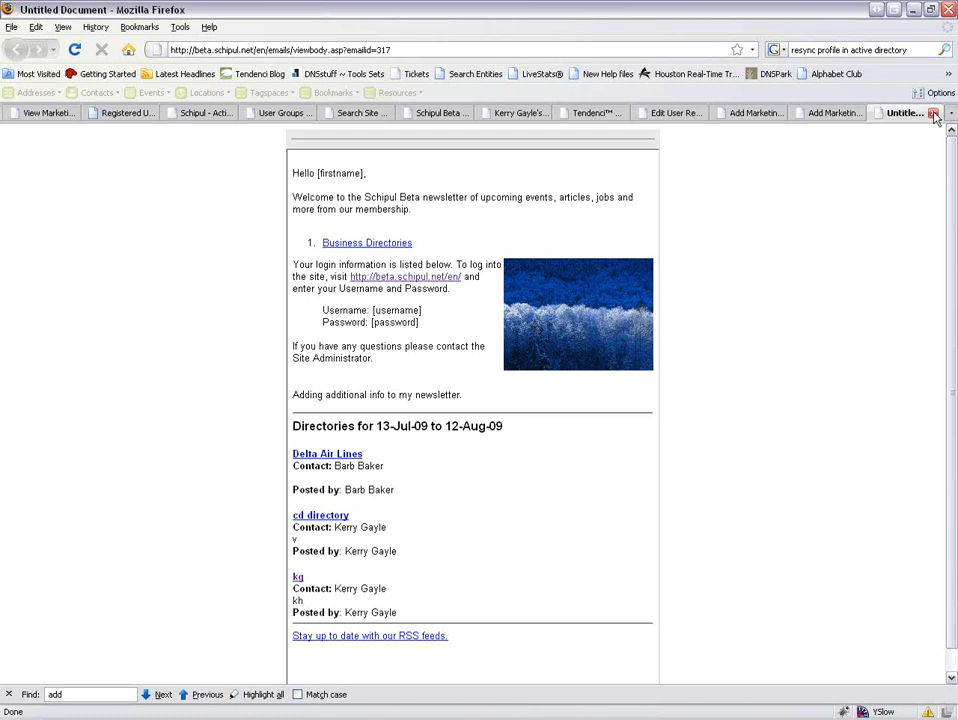 Untitled Document - Mozilla Firefox
File Edit View History Bookmarks Tools Help
http://beta.schipul.net/en/emails/viewbody.asp?emailid=317
resync profile in active directory
Most Visited Getting Started Latest Headlines Tendenci Blog DNSstuff ~ Tools Sets Tickets Search Entities LiveStats® New Help files Houston Real-Time Tr... DNSPark Alphabet Club »
Addresses Contacts Events Tagspaces Locations Bookmarks Resources Options
View Marketi... Registered U... Schipul - Acti... User Groups ... Search Site ... Schipul Beta ... Kerry Gayle's... Tendenci™ ... Edit User Re... Add Marketin... Add Marketin... Untitle...
Hello [firstname],
Welcome to the Schipul Beta newsletter of upcoming events, articles, jobs and
more from our membership.
1. Business Directories
Your login information is listed below. To log into
the site, visit http://beta.schipul.net/en/ and
enter your Username and Password.
Username: [username]
Password: [password]
If you have any questions please contact the
Site Administrator.
Adding additional info to my newsletter.
Directories for 13-Jul-09 to 12-Aug-09
Delta Air Lines
Contact: Barb Baker
Posted by: Barb Baker
cd directory
Contact: Kerry Gayle
v
Posted by: Kerry Gayle
kg
Contact: Kerry Gayle
kh
Posted by: Kerry Gayle
Stay up to date with our RSS feeds.
Find: add Next Previous Highlight all Match case
Done YSlow